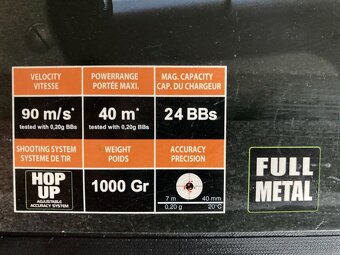 VELOCITY
VITESSE
90 m/s*
tested with 0,20g BBs
POWERRANGE
PORTÉE MAXI.
40 m*
tested with 0,20g BBs
MAG. CAPACITY
CAP. DU CHARGEUR
24 BBs
SHOOTING SYSTEM
SYSTEME DE TIR
HOP
UP
ADJUSTABLE
ACCURACY SYSTEM
WEIGHT
POIDS
1000 Gr
ACCURACY
PRECISION
7 m 40 mm
0,20 g 20°C
FULL
METAL